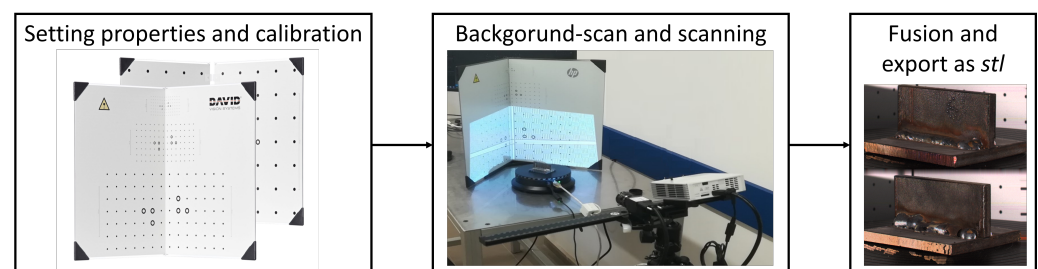 Setting properties and calibration
DAVID
Backgorund-scan and scanning
hp
Fusion and
export as stl